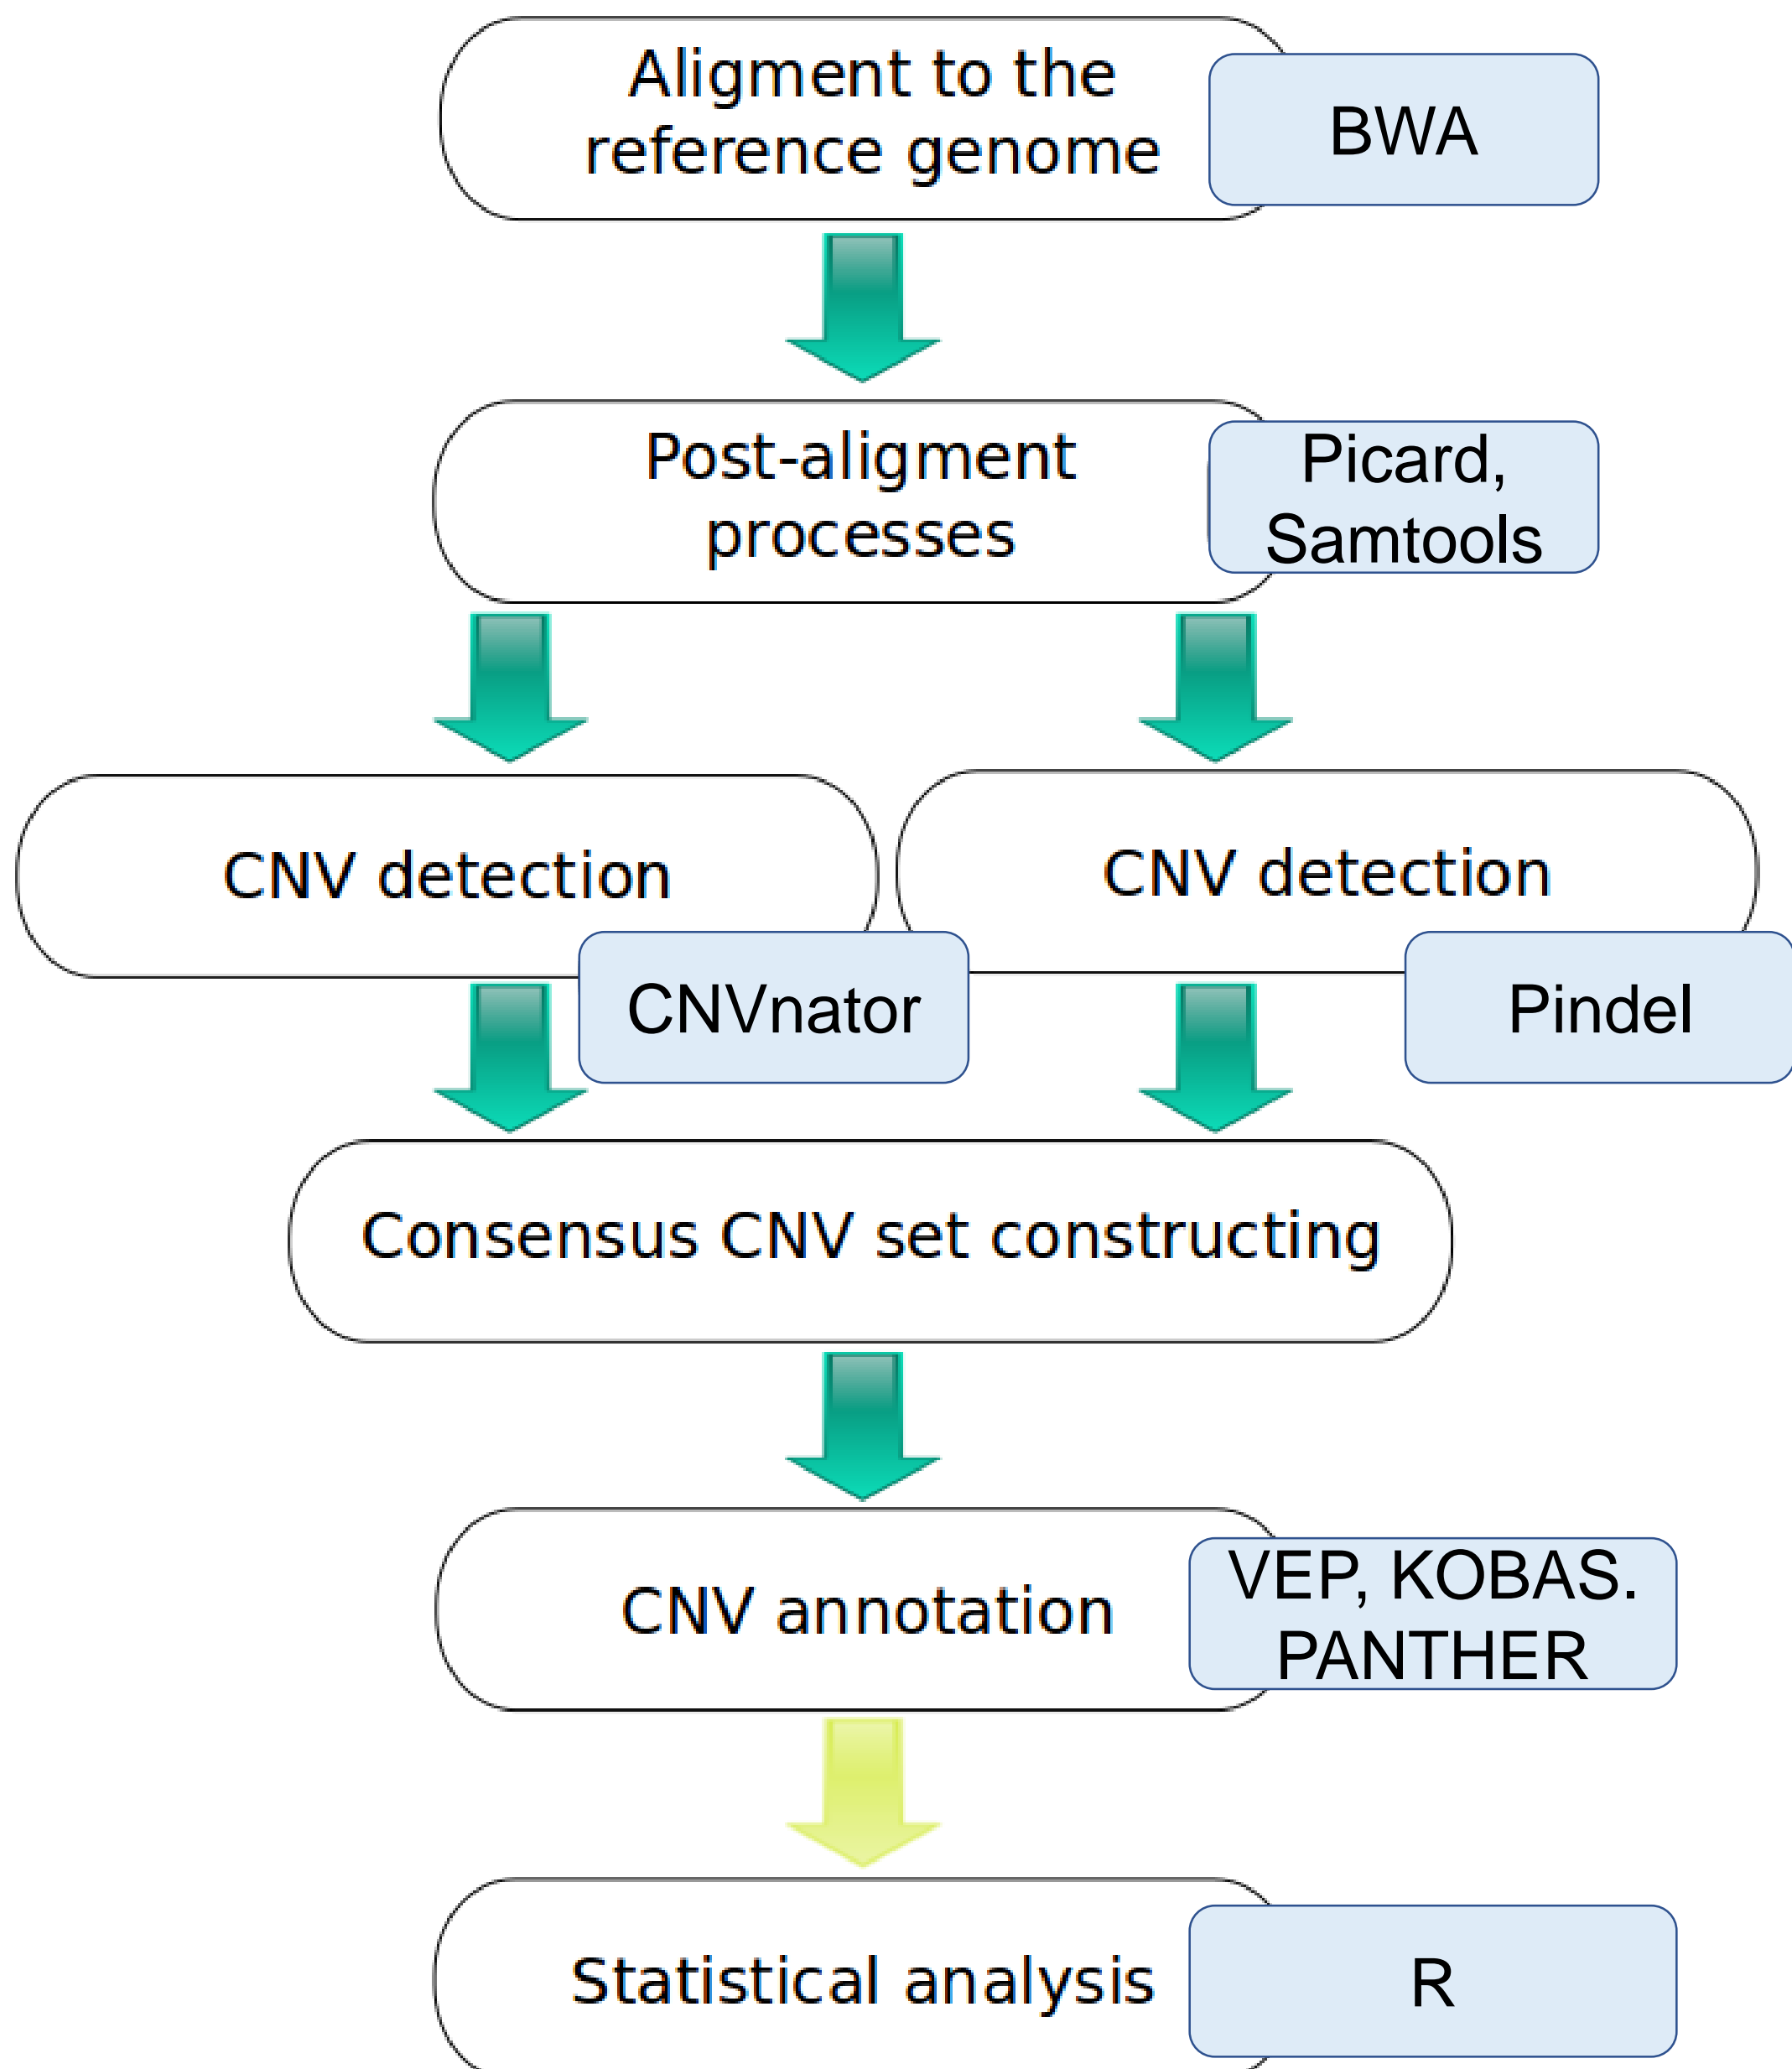 Aligment to the
reference genome
BWA
Post-aligment
processes
Picard,
Samtools
CNV detection
CNVnator
CNV detection
Pindel
Consensus CNV set constructing
CNV annotation
VEP, KOBAS.
PANTHER
Statistical analysis
R